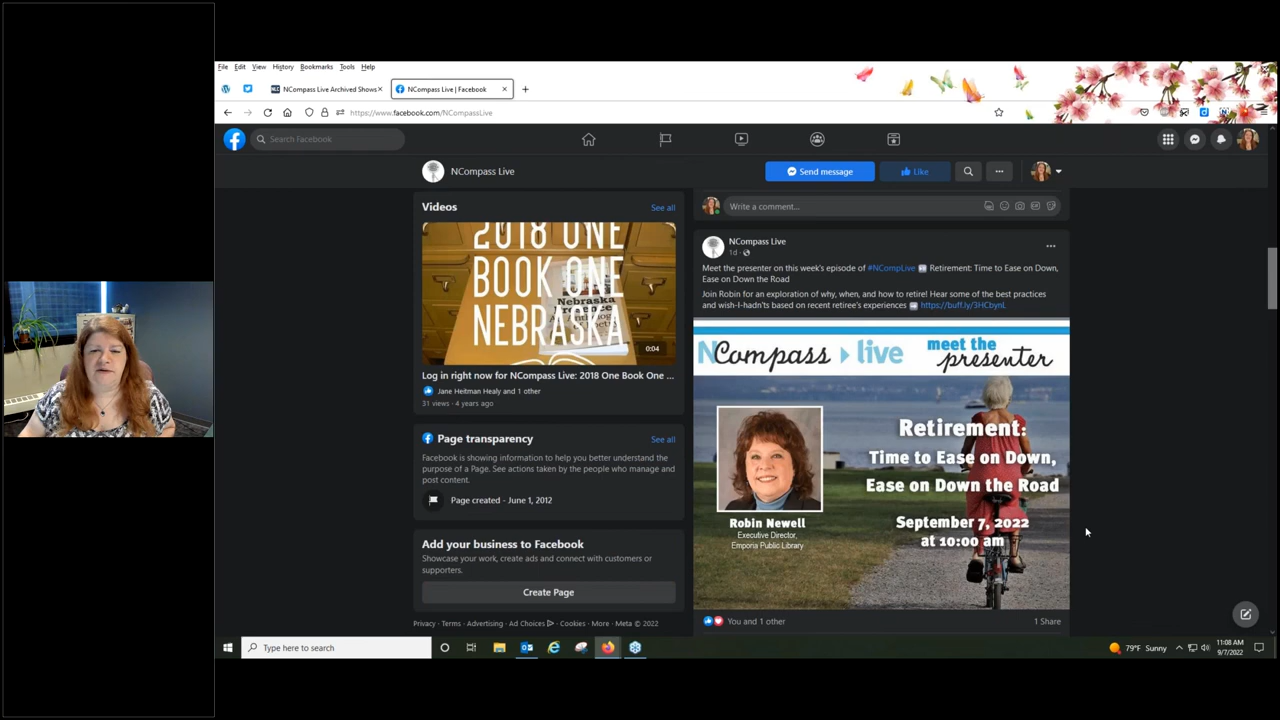 File Edit View History Bookmarks Tools Help
NCompass Live Archived Shows
NCompass Live | Facebook
https://www.facebook.com/NCompassLive
Search Facebook
NCompass Live
Send message
Like
Videos
See all
2018 ONE
BOOK ONE
NEBRASKA
0:04
Log in right now for NCompass Live: 2018 One Book One ...
Jane Heitman Healy and 1 other
31 views · 4 years ago
Page transparency
See all
Facebook is showing information to help you better understand the
purpose of a Page. See actions taken by the people who manage and
post content.
Page created - June 1, 2012
Add your business to Facebook
Showcase your work, create ads and connect with customers or
supporters.
Create Page
Privacy · Terms · Advertising · Ad Choices · Cookies · More · Meta © 2022
Write a comment...
NCompass Live
1d ·
Meet the presenter on this week's episode of #NCompLive Retirement: Time to Ease on Down,
Ease on Down the Road
Join Robin for an exploration of why, when, and how to retire! Hear some of the best practices
and wish-I-hadn'ts based on recent retiree's experiences https://buff.ly/3HCbynL
NCompass live
meet the
presenter
Retirement:
Time to Ease on Down,
Ease on Down the Road
September 7, 2022
at 10:00 am
Robin Newell
Executive Director,
Emporia Public Library
You and 1 other
1 Share
Type here to search
79°F Sunny
11:08 AM
9/7/2022